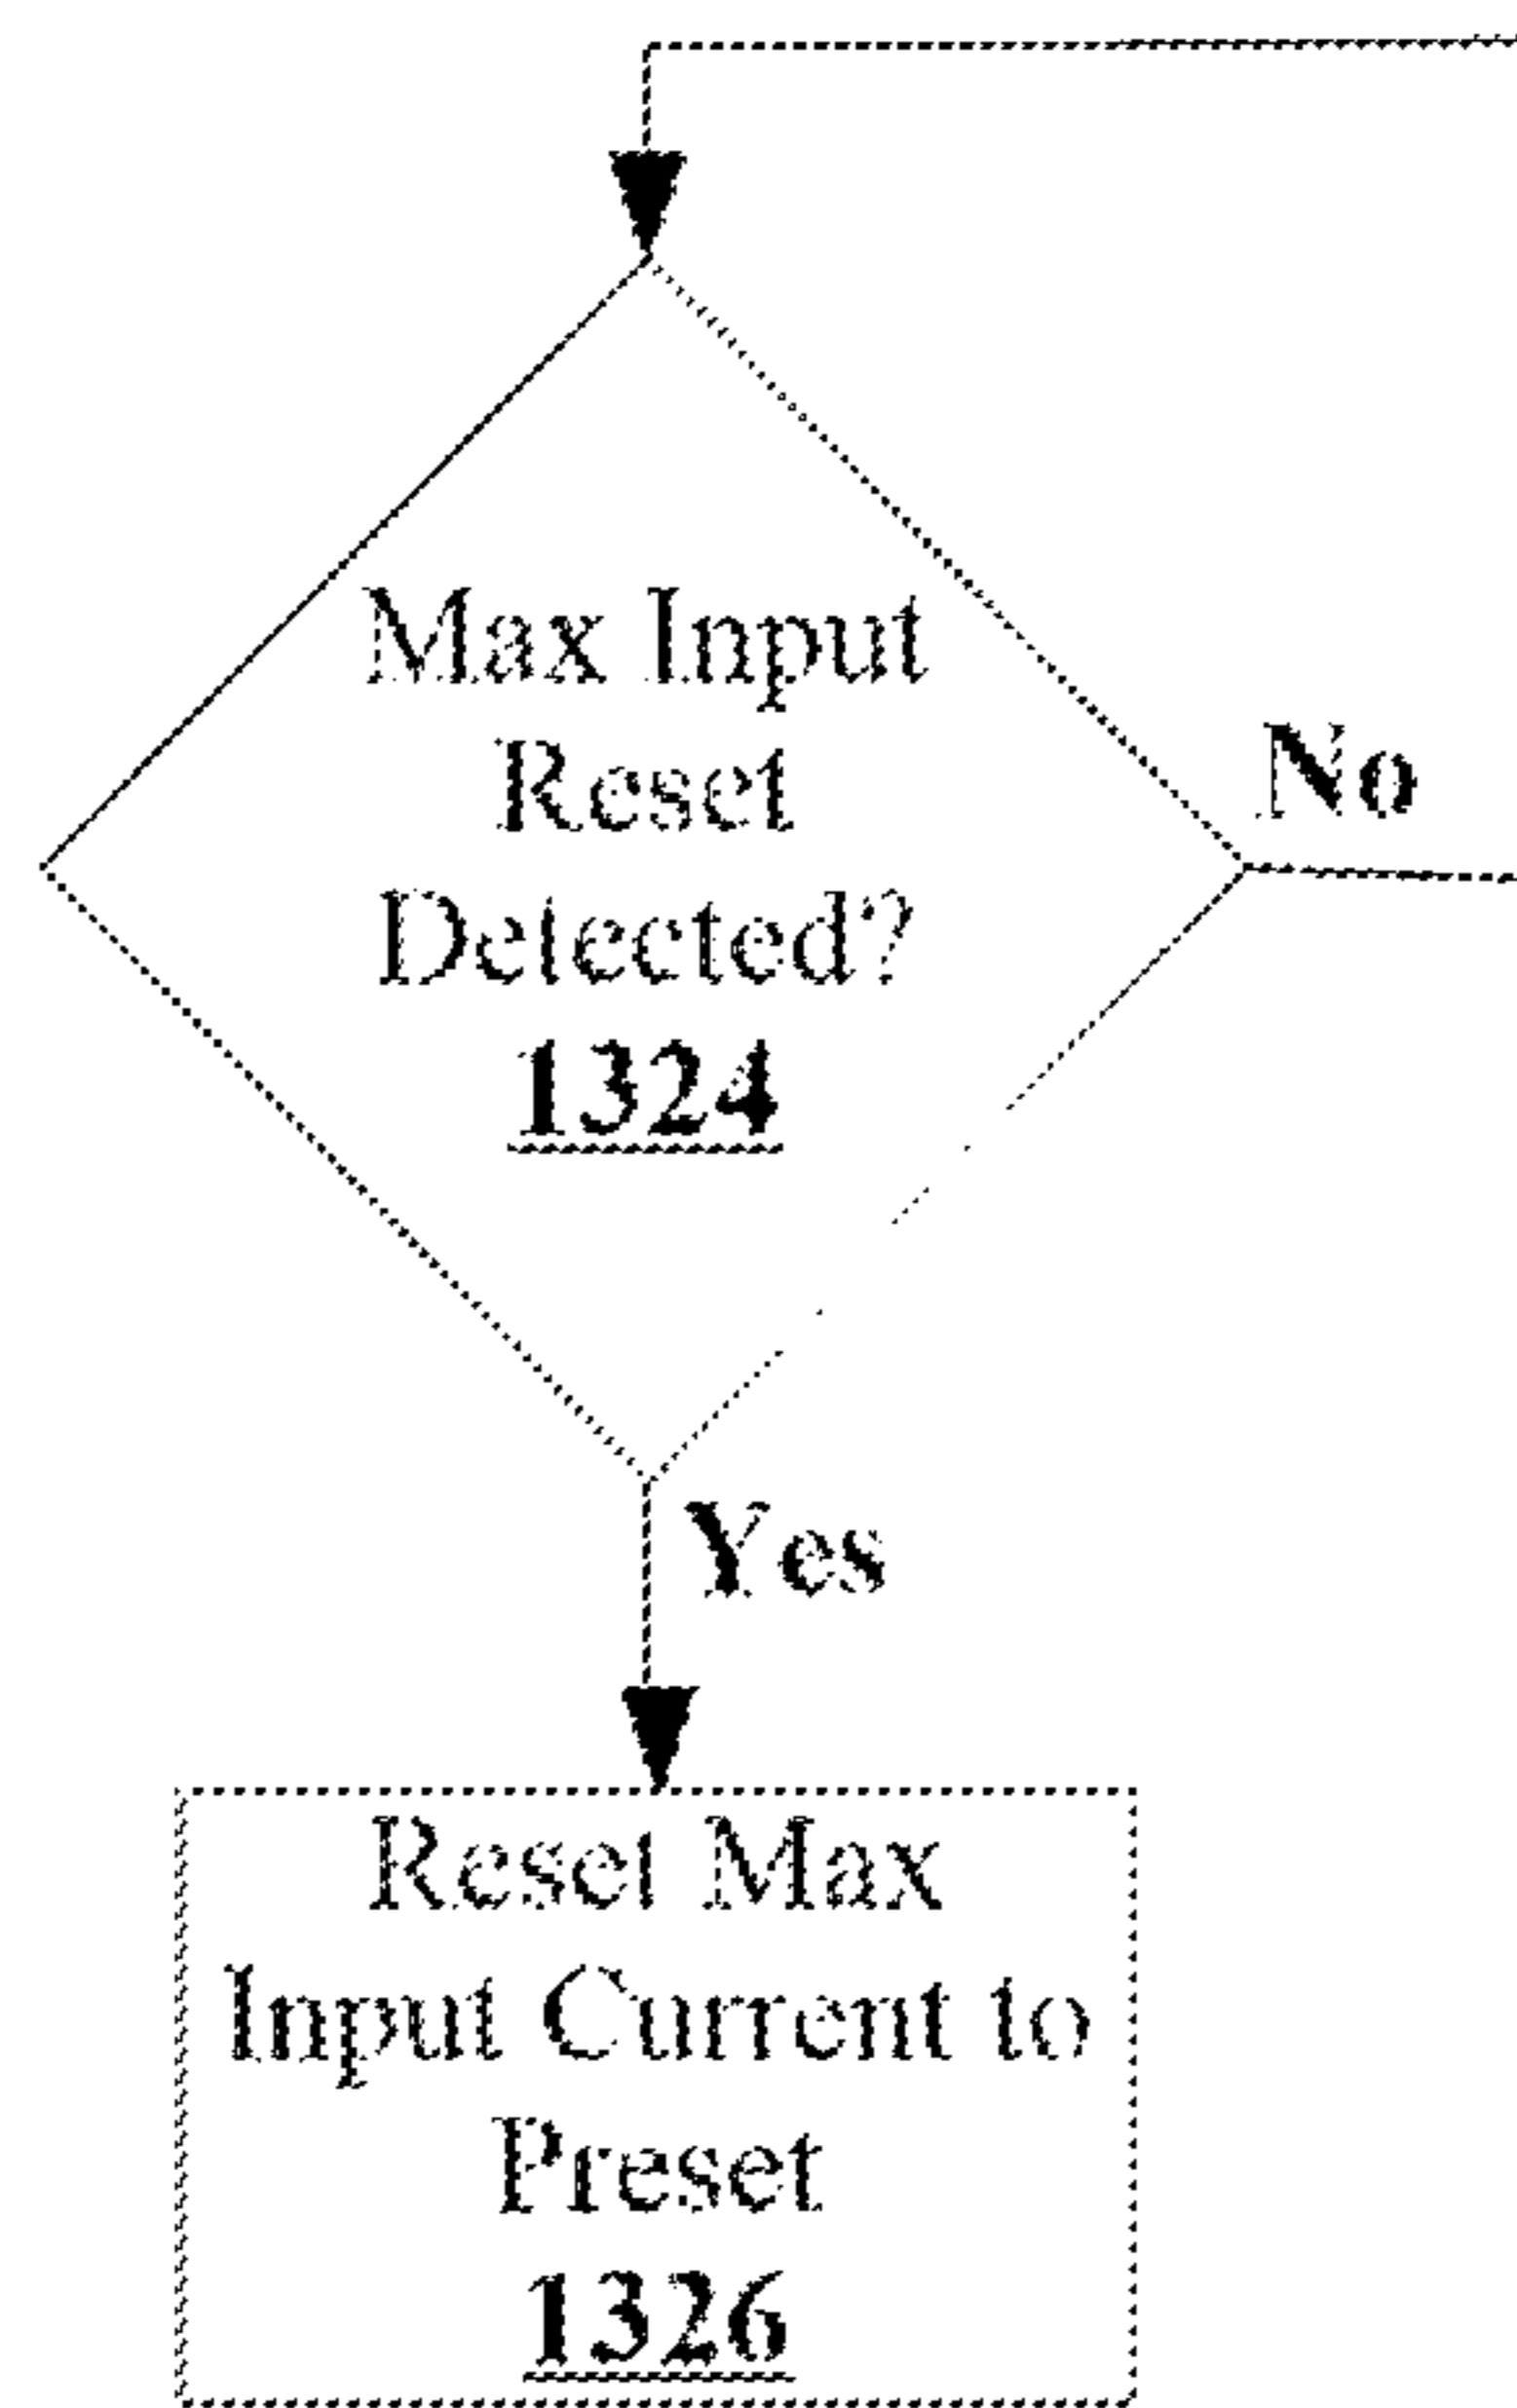 Max Input
Reset
Detected?
1324
No
Yes
Reset Max
Input Current to
Preset
1326